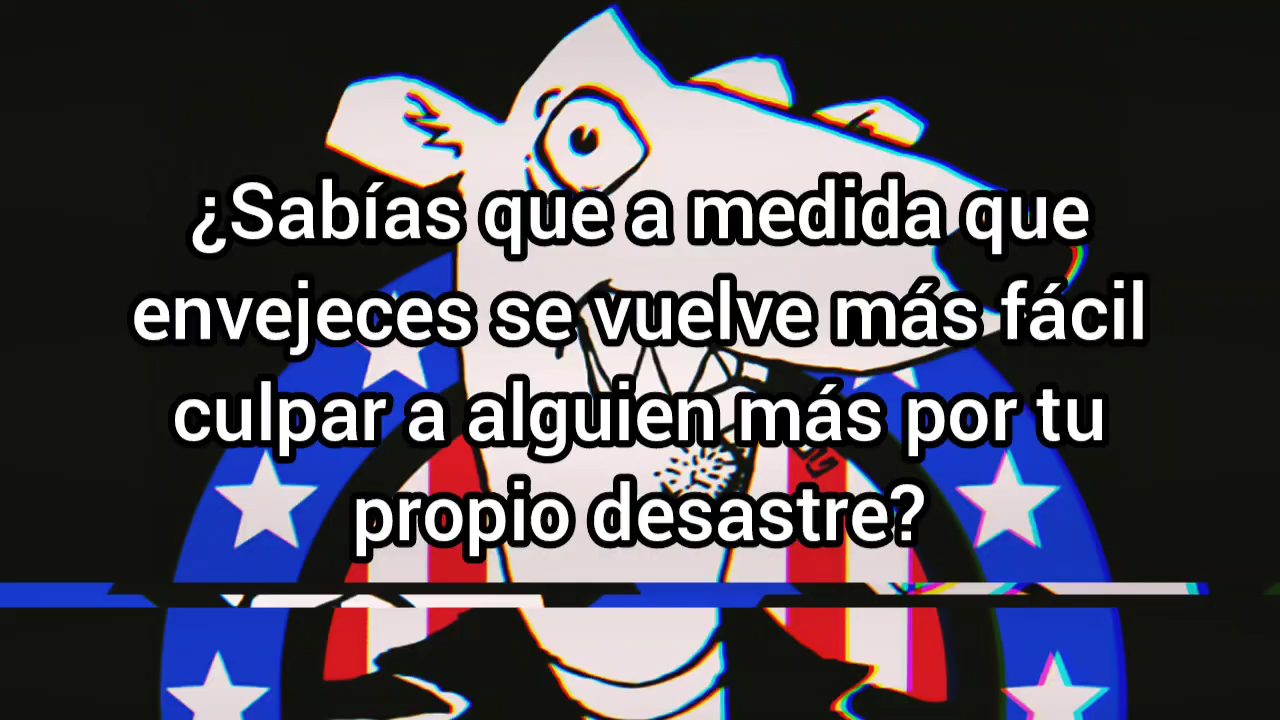 ¿Sabías que a medida que
envejeces se vuelve más fácil
culpar a alguien más por tu
propio desastre?